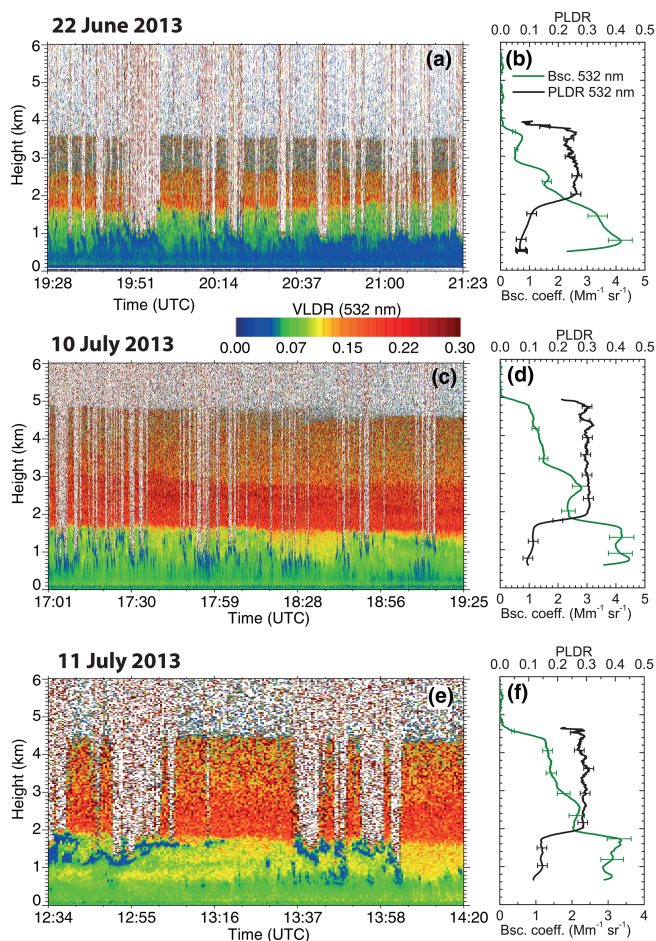 22 June 2013
PLDR
0.0 0.1 0.2 0.3 0.4 0.5
(a)
(b)
Bsc. 532 nm
PLDR 532 nm
Height (km)
6
5
4
3
2
1
0
19:28 19:51 20:14 20:37 21:00 21:23
Time (UTC)
0 1 2 3 4 5
Bsc. coeff. (Mm-1 sr-1)
VLDR (532 nm)
0.00 0.07 0.15 0.22 0.30
10 July 2013
PLDR
0.0 0.1 0.2 0.3 0.4 0.5
(c)
(d)
Height (km)
6
5
4
3
2
1
0
17:01 17:30 17:59 18:28 18:56 19:25
Time (UTC)
0 1 2 3 4 5
Bsc. coeff. (Mm-1 sr-1)
11 July 2013
PLDR
0.0 0.1 0.2 0.3 0.4 0.5
(e)
(f)
Height (km)
6
5
4
3
2
1
0
12:34 12:55 13:16 13:37 13:58 14:20
Time (UTC)
0 1 2 3 4 5
Bsc. coeff. (Mm-1 sr-1)